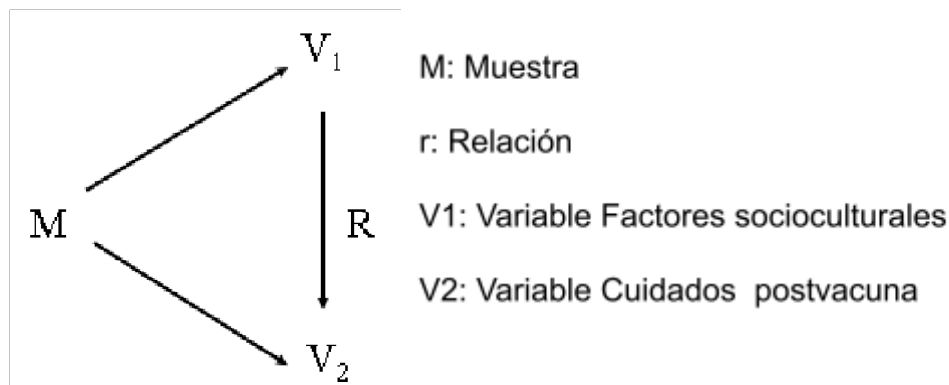 V₁
M
R
V₂
M: Muestra
r: Relación
V1: Variable Factores socioculturales
V2: Variable Cuidados postvacuna